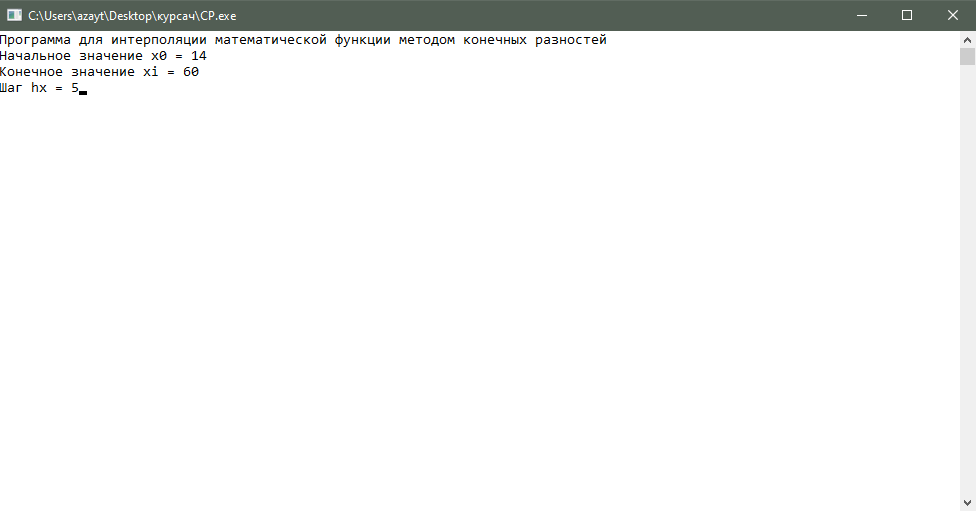 C:\Users\azayt\Desktop\курсач\CP.exe
Программа для интерполяции математической функции методом конечных разностей
Начальное значение x0 = 14
Конечное значение xi = 60
Шаг hx = 5